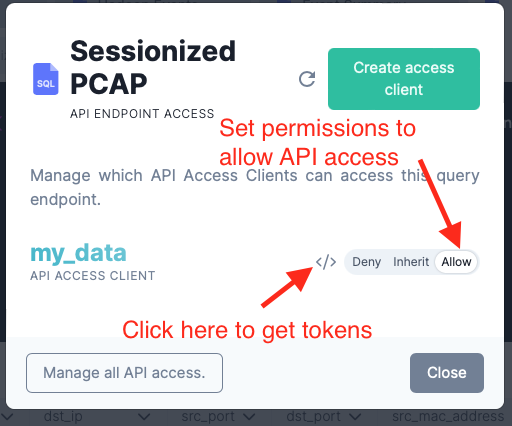 Sessionized
PCAP
SQL
API ENDPOINT ACCESS
Create access
client
Set permissions to
allow API access
Manage which API Access Clients can access this query
endpoint.
my_data
API ACCESS CLIENT
</> Deny Inherit Allow
Click here to get tokens
Manage all API access. Close
dst_ip src_port dst_port src_mac_address